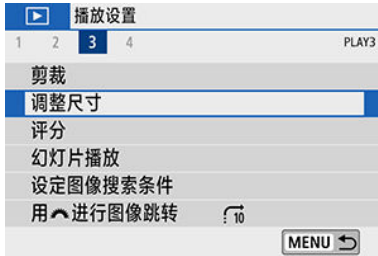 播放设置
1 2 3 4 PLAY3
剪裁
调整尺寸
评分
幻灯片播放
设定图像搜索条件
用进行图像跳转 10
MENU